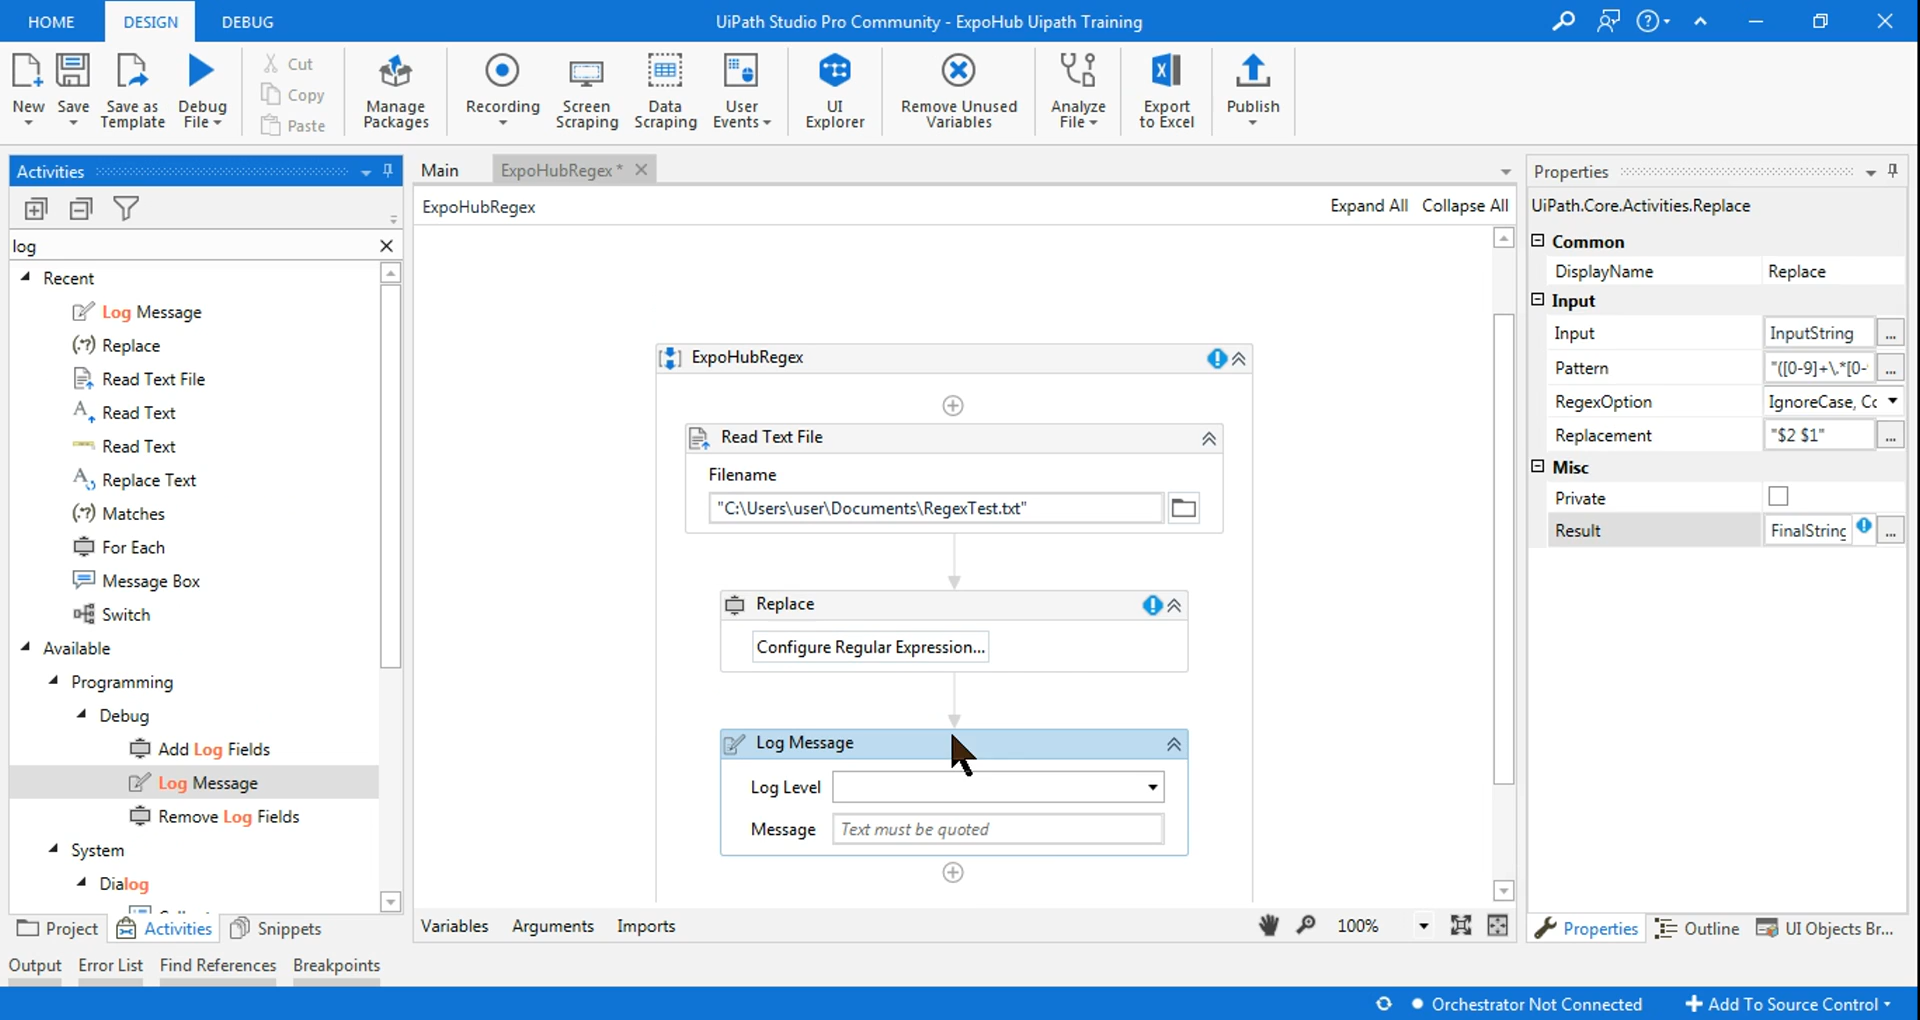 HOME DESIGN DEBUG UiPath Studio Pro Community - ExpoHub Uipath Training
New
Save
Save as Template
Debug File
Cut
Copy
Paste
Manage Packages
Recording
Screen Scraping
Data Scraping
User Events
UI Explorer
Remove Unused Variables
Analyze File
Export to Excel
Publish
Activities
log
Recent
Log Message
Replace
Read Text File
Read Text
Read Text
Replace Text
Matches
For Each
Message Box
Switch
Available
Programming
Debug
Add Log Fields
Log Message
Remove Log Fields
System
Dialog
Project Activities Snippets
Main ExpoHubRegex *
ExpoHubRegex Expand All Collapse All
ExpoHubRegex
Read Text File
Filename
"C:\Users\user\Documents\RegexTest.txt"
Replace
Configure Regular Expression...
Log Message
Log Level
Message Text must be quoted
Variables Arguments Imports 100%
Properties
UiPath.Core.Activities.Replace
Common
DisplayName Replace
Input
Input InputString ...
Pattern "([0-9]+\.*[0- ...
RegexOption IgnoreCase, Cc
Replacement "$2 $1" ...
Misc
Private
Result FinalString ...
Properties Outline UI Objects Br...
Output Error List Find References Breakpoints
Orchestrator Not Connected Add To Source Control